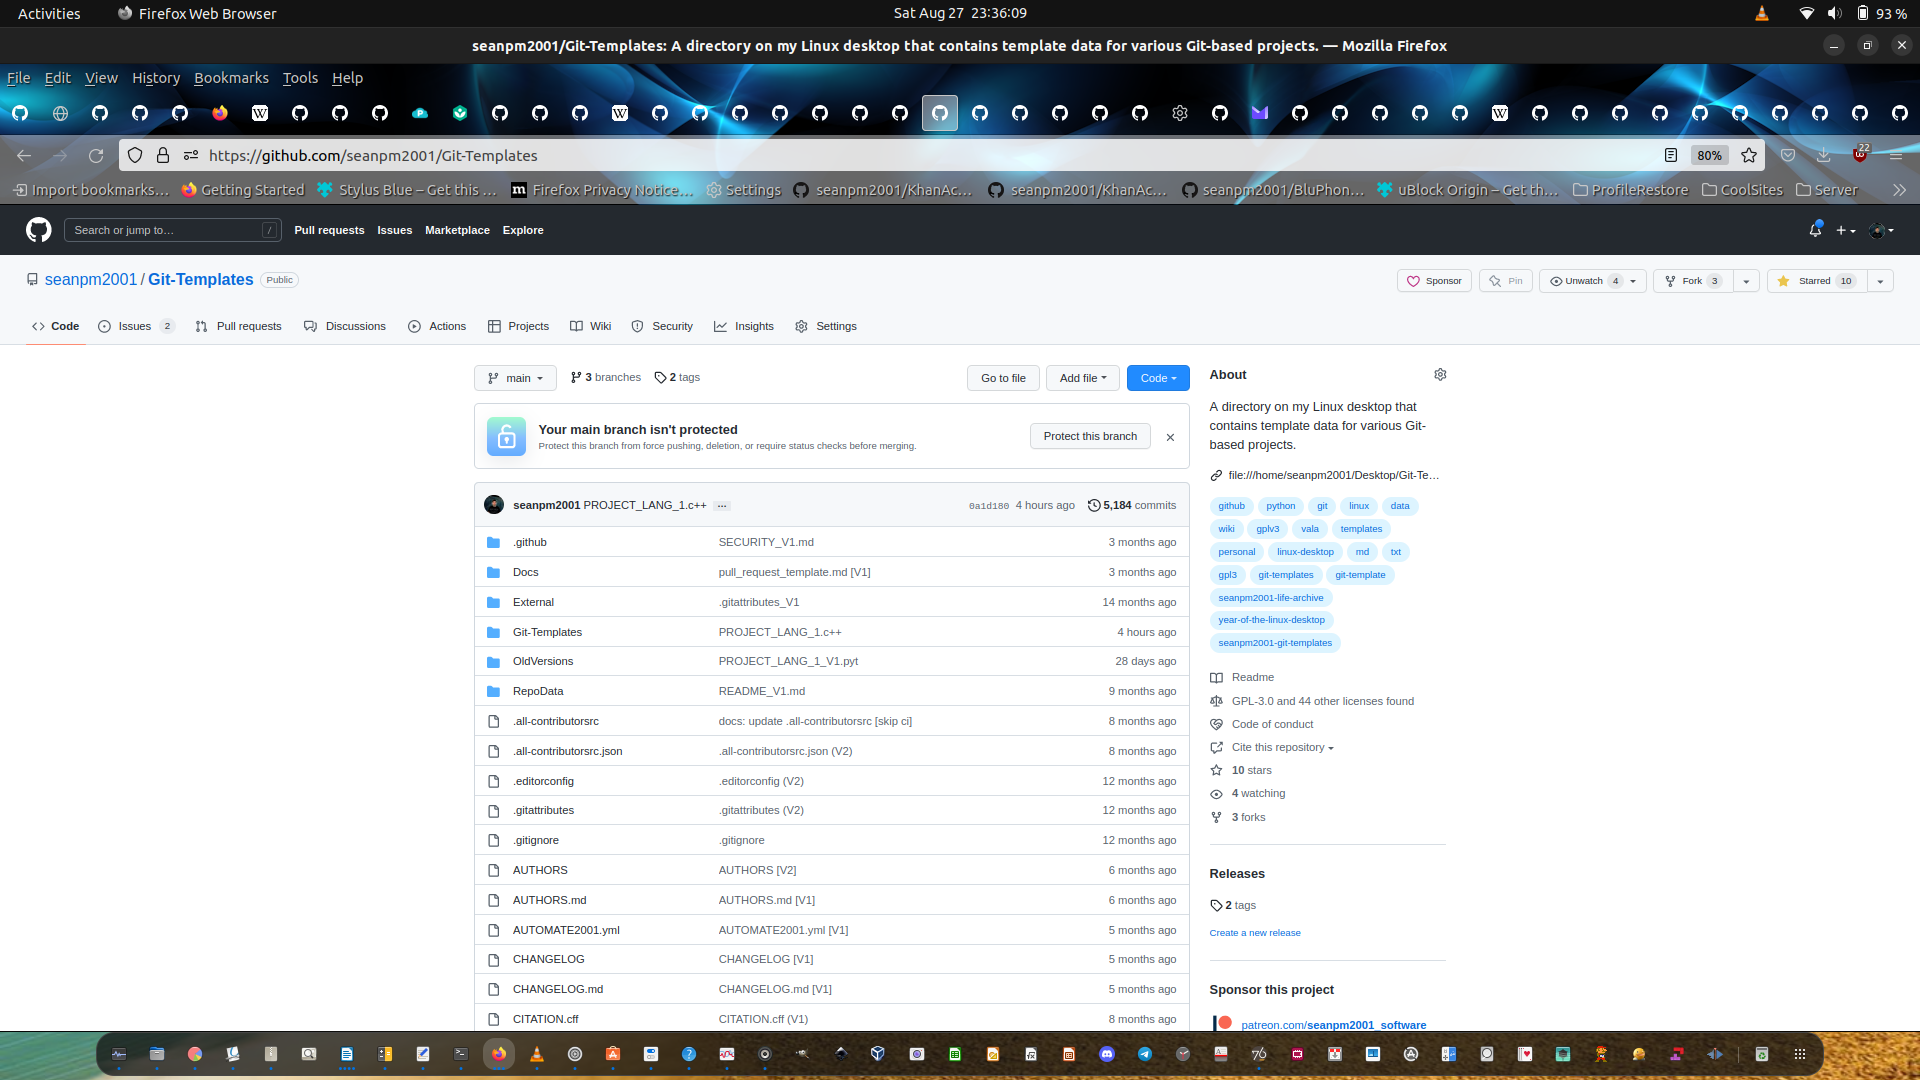 Activities Firefox Web Browser Sat Aug 27 23:36:09 93 %
seanpm2001/Git-Templates: A directory on my Linux desktop that contains template data for various Git-based projects. — Mozilla Firefox
File Edit View History Bookmarks Tools Help
https://github.com/seanpm2001/Git-Templates 80% 22
Import bookmarks… Getting Started Stylus Blue – Get this … Firefox Privacy Notice… Settings seanpm2001/KhanAc… seanpm2001/KhanAc… seanpm2001/BluPhon… uBlock Origin – Get th… ProfileRestore CoolSites Server
Search or jump to… / Pull requests Issues Marketplace Explore
seanpm2001 / Git-Templates Public Sponsor Pin Unwatch 4 Fork 3 Starred 10
Code Issues 2 Pull requests Discussions Actions Projects Wiki Security Insights Settings
main 3 branches 2 tags Go to file Add file Code
Your main branch isn't protected
Protect this branch from force pushing, deletion, or require status checks before merging.
Protect this branch
seanpm2001 PROJECT_LANG_1.c++ … 0a1d180 4 hours ago 5,184 commits
.github SECURITY_V1.md 3 months ago
Docs pull_request_template.md [V1] 3 months ago
External .gitattributes_V1 14 months ago
Git-Templates PROJECT_LANG_1.c++ 4 hours ago
OldVersions PROJECT_LANG_1_V1.pyt 28 days ago
RepoData README_V1.md 9 months ago
.all-contributorsrc docs: update .all-contributorsrc [skip ci] 8 months ago
.all-contributorsrc.json .all-contributorsrc.json (V2) 8 months ago
.editorconfig .editorconfig (V2) 12 months ago
.gitattributes .gitattributes (V2) 12 months ago
.gitignore .gitignore 12 months ago
AUTHORS AUTHORS [V2] 6 months ago
AUTHORS.md AUTHORS.md [V1] 6 months ago
AUTOMATE2001.yml AUTOMATE2001.yml [V1] 5 months ago
CHANGELOG CHANGELOG [V1] 5 months ago
CHANGELOG.md CHANGELOG.md [V1] 5 months ago
CITATION.cff CITATION.cff (V1) 8 months ago
About
A directory on my Linux desktop that
contains template data for various Git-
based projects.
file:///home/seanpm2001/Desktop/Git-Te…
github python git linux data
wiki gplv3 vala templates
personal linux-desktop md txt
gpl3 git-templates git-template
seanpm2001-life-archive
year-of-the-linux-desktop
seanpm2001-git-templates
Readme
GPL-3.0 and 44 other licenses found
Code of conduct
Cite this repository
10 stars
4 watching
3 forks
Releases
2 tags
Create a new release
Sponsor this project
patreon.com/seanpm2001_software